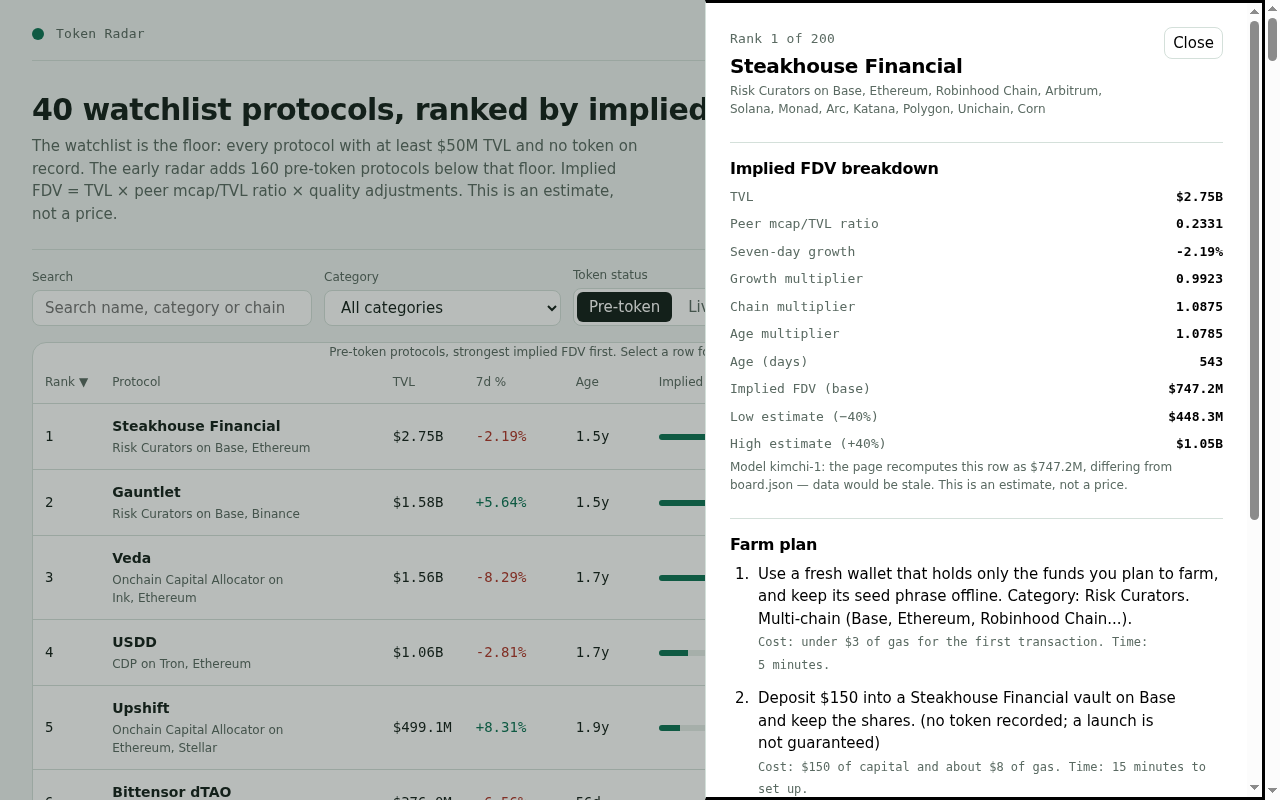 Token Radar
40 watchlist protocols, ranked by implied
The watchlist is the floor: every protocol with at least $50M TVL and no token on
record. The early radar adds 160 pre-token protocols below that floor. Implied
FDV = TVL × peer mcap/TVL ratio × quality adjustments. This is an estimate,
not a price.
Search
Category
Token status
Search name, category or chain
All categories
Pre-token
Pre-token protocols, strongest implied FDV first. Select a row
Rank ▼ Protocol TVL 7d % Age Implied
1 Steakhouse Financial $2.75B -2.19% 1.5y
Risk Curators on Base, Ethereum
2 Gauntlet $1.58B +5.64% 1.5y
Risk Curators on Base, Binance
3 Veda $1.56B -8.29% 1.7y
Onchain Capital Allocator on
Ink, Ethereum
4 USDD $1.06B -2.81% 1.7y
CDP on Tron, Ethereum
5 Upshift $499.1M +8.31% 1.9y
Onchain Capital Allocator on
Ethereum, Stellar
Bittensor dTAO
Rank 1 of 200
Close
Steakhouse Financial
Risk Curators on Base, Ethereum, Robinhood Chain, Arbitrum,
Solana, Monad, Arc, Katana, Polygon, Unichain, Corn
Implied FDV breakdown
TVL $2.75B
Peer mcap/TVL ratio 0.2331
Seven-day growth -2.19%
Growth multiplier 0.9923
Chain multiplier 1.0875
Age multiplier 1.0785
Age (days) 543
Implied FDV (base) $747.2M
Low estimate (−40%) $448.3M
High estimate (+40%) $1.05B
Model kimchi-1: the page recomputes this row as $747.2M, differing from
board.json — data would be stale. This is an estimate, not a price.
Farm plan
1. Use a fresh wallet that holds only the funds you plan to farm,
and keep its seed phrase offline. Category: Risk Curators.
Multi-chain (Base, Ethereum, Robinhood Chain...).
Cost: under $3 of gas for the first transaction. Time:
5 minutes.
2. Deposit $150 into a Steakhouse Financial vault on Base
and keep the shares. (no token recorded; a launch is
not guaranteed)
Cost: $150 of capital and about $8 of gas. Time: 15 minutes to
set up.